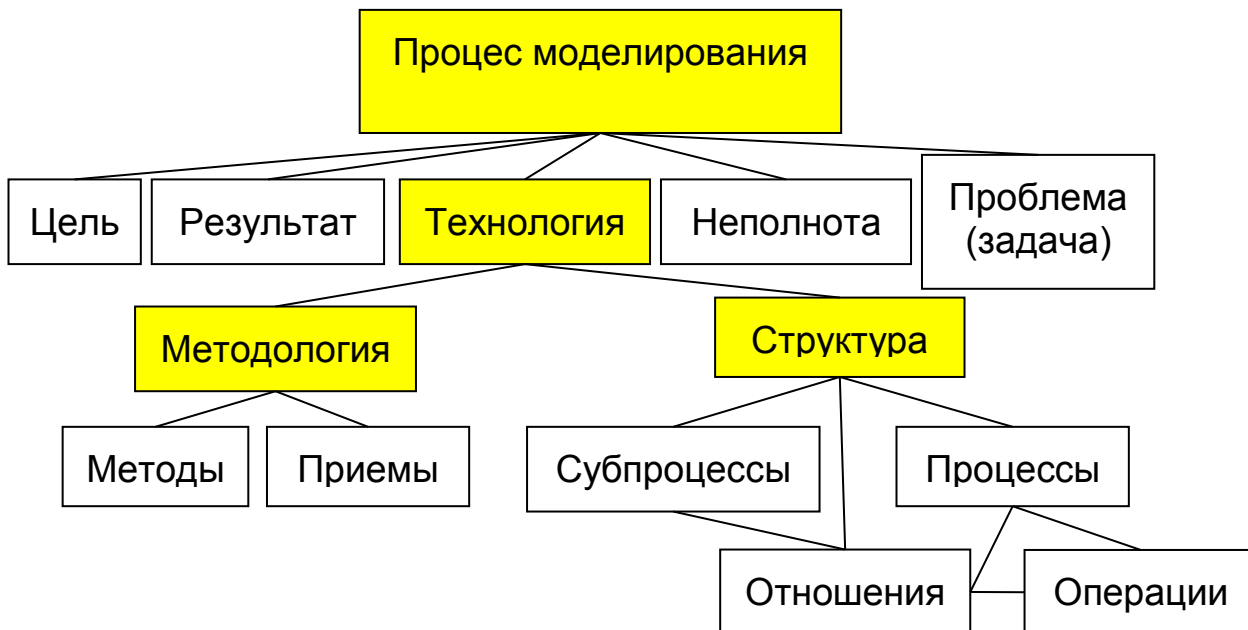 Процес моделирования
Цель
Результат
Технология
Неполнота
Проблема
(задача)
Методология
Структура
Методы
Приемы
Субпроцессы
Процессы
Отношения
Операции